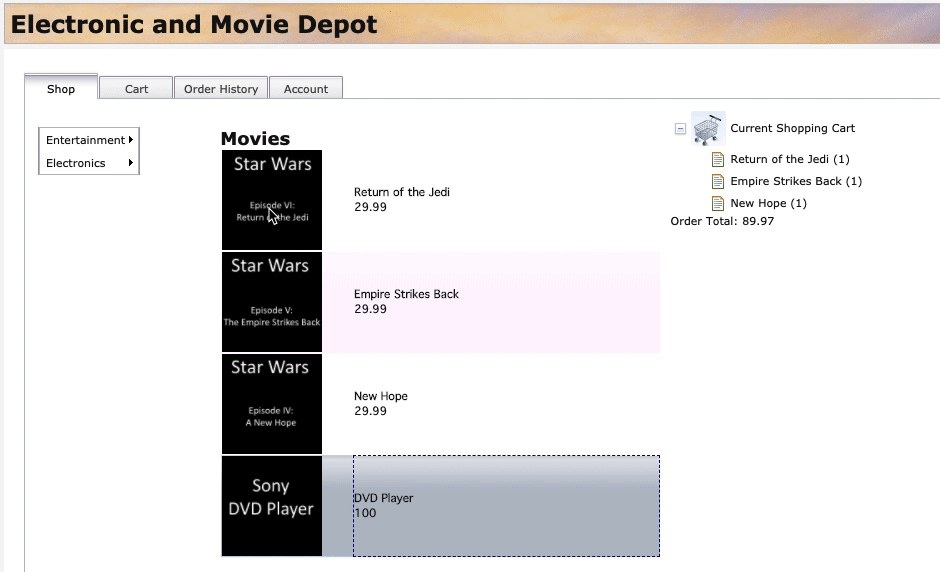 Electronic and Movie Depot
Shop
Cart
Order History
Account
Entertainment
Electronics
Movies
Star Wars
Episode VI:
Return the Jedi
Return of the Jedi
29.99
Star Wars
Episode V:
The Empire Strikes Back
Empire Strikes Back
29.99
Star Wars
Episode IV:
A New Hope
New Hope
29.99
Sony
DVD Player
DVD Player
100
Current Shopping Cart
Return of the Jedi (1)
Empire Strikes Back (1)
New Hope (1)
Order Total: 89.97